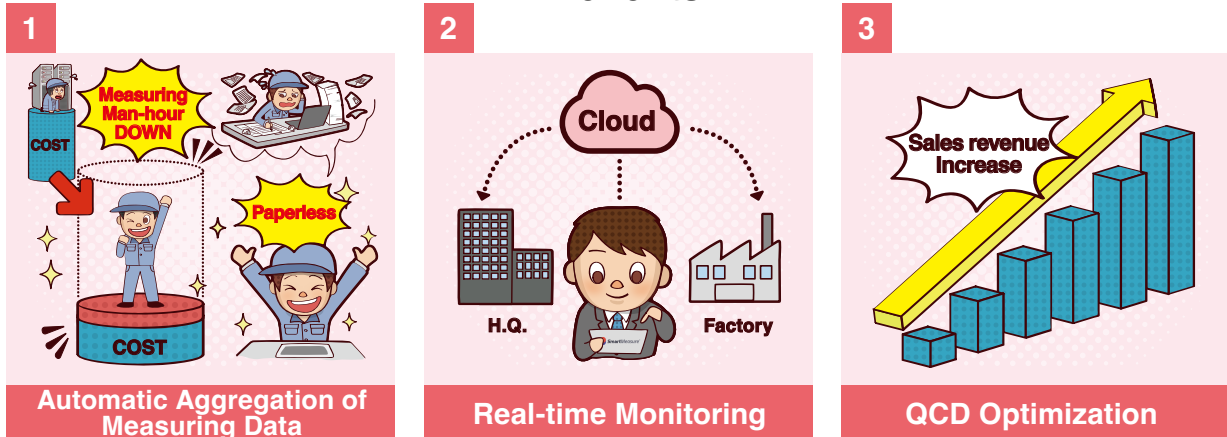 1
2
3
Measuring
Man-hour
DOWN
COST
Paperless
COST
Cloud
H.Q.
Factory
SmartMeasure
Sales revenue
Increase
Automatic Aggregation of
Measuring Data
Real-time Monitoring
QCD Optimization